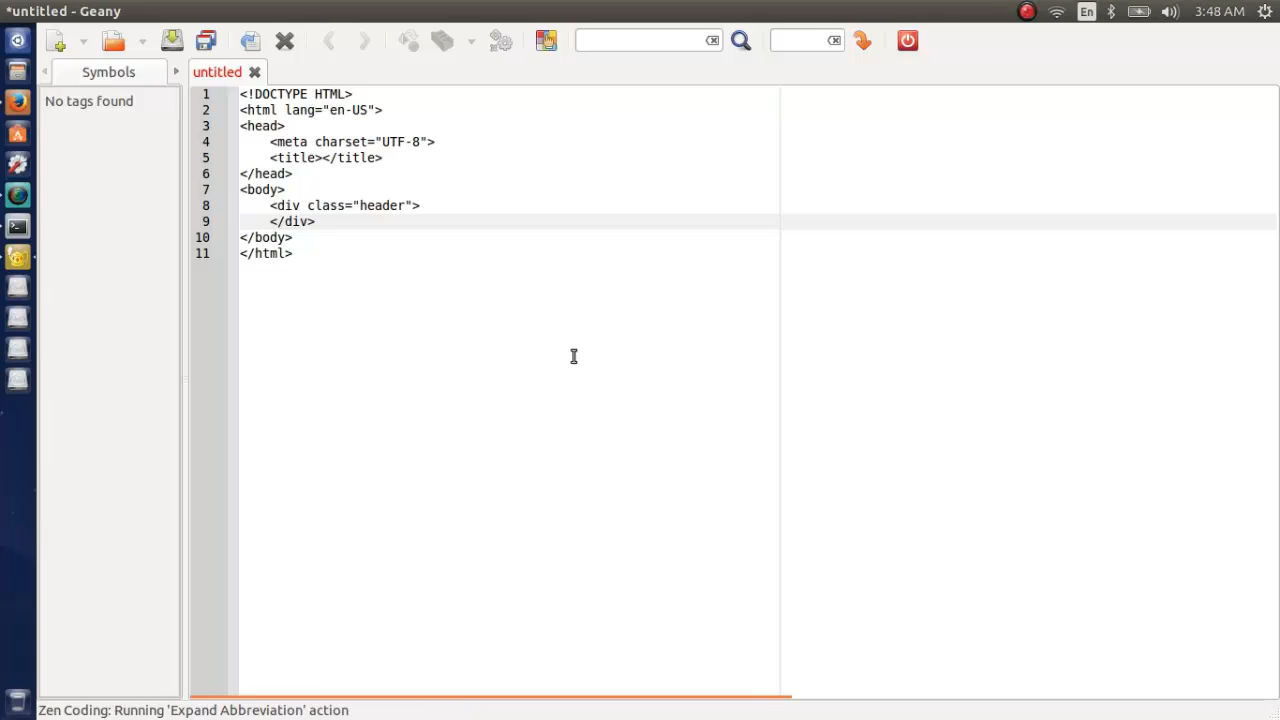 *untitled - Geany
En
3:48 AM
Symbols
untitled
No tags found
1 <!DOCTYPE HTML>
2 <html lang="en-US">
3 <head>
4     <meta charset="UTF-8">
5     <title></title>
6 </head>
7 <body>
8     <div class="header">
9     </div>
10 </body>
11 </html>
Zen Coding: Running 'Expand Abbreviation' action